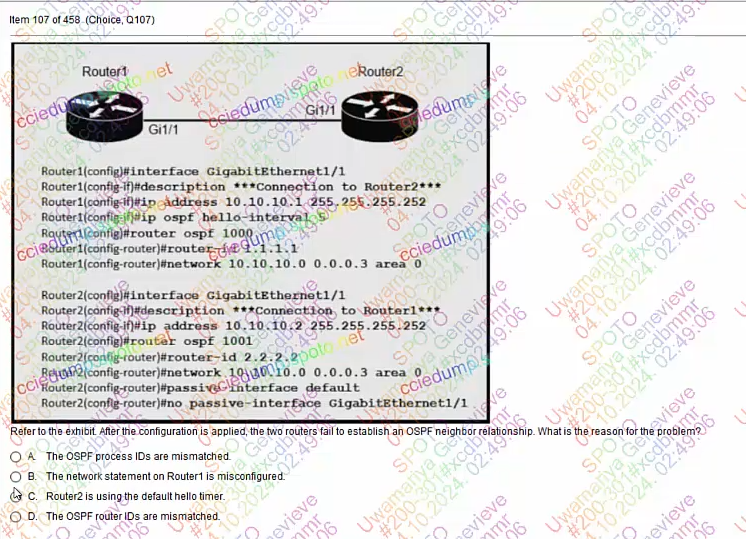 Item 107 of 458 (Choice, Q107)
Router1
Router2
Gi1/1
Gi1/1
Router1(config)#interface GigabitEthernet1/1
Router1(config-if)#description ***Connection to Router2***
Router1(config-if)#ip address 10.10.10.1 255.255.255.252
Router1(config-if)#ip ospf hello-interval 5
Router1(config)#router ospf 1000
Router1(config-router)#router-id 1.1.1.1
Router1(config-router)#network 10.10.10.0 0.0.0.3 area 0
Router2(config)#interface GigabitEthernet1/1
Router2(config-if)#description ***Connection to Router1***
Router2(config-if)#ip address 10.10.10.2 255.255.255.252
Router2(config)#router ospf 1001
Router2(config-router)#router-id 2.2.2.2
Router2(config-router)#network 10.10.10.0 0.0.0.3 area 0
Router2(config-router)#passive-interface default
Router2(config-router)#no passive-interface GigabitEthernet1/1
Refer to the exhibit. After the configuration is applied, the two routers fail to establish an OSPF neighbor relationship. What is the reason for the problem?
A. The OSPF process IDs are mismatched.
B. The network statement on Router1 is misconfigured.
C. Router2 is using the default hello timer.
D. The OSPF router IDs are mismatched.